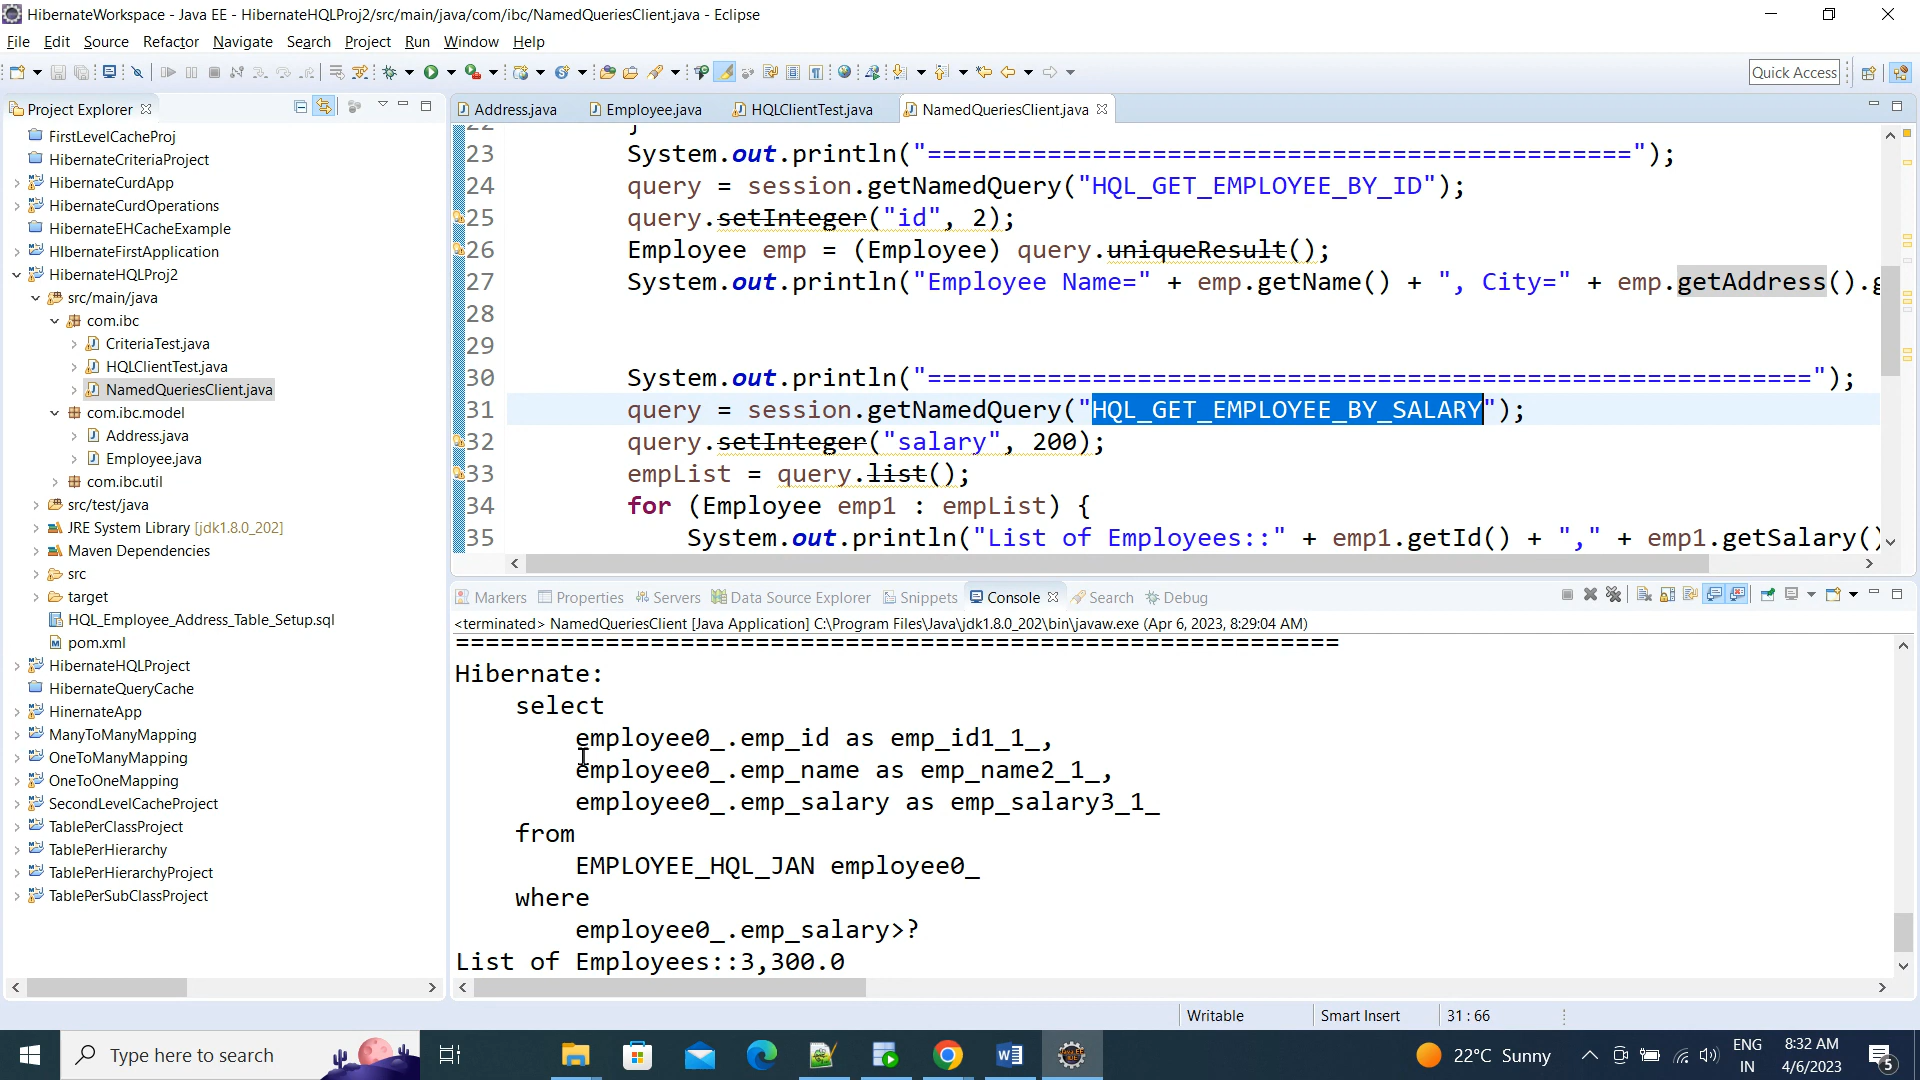 HibernateWorkspace - Java EE - HibernateHQLProj2/src/main/java/com/ibc/NamedQueriesClient.java - Eclipse
File Edit Source Refactor Navigate Search Project Run Window Help
Quick Access
Project Explorer
FirstLevelCacheProj
HibernateCriteriaProject
HibernateCurdApp
HibernateCurdOperations
HibernateEHCacheExample
HIbernateFirstApplication
HibernateHQLProj2
src/main/java
com.ibc
CriteriaTest.java
HQLClientTest.java
NamedQueriesClient.java
com.ibc.model
Address.java
Employee.java
com.ibc.util
src/test/java
JRE System Library [jdk1.8.0_202]
Maven Dependencies
src
target
HQL_Employee_Address_Table_Setup.sql
pom.xml
HibernateHQLProject
HibernateQueryCache
HinernateApp
ManyToManyMapping
OneToManyMapping
OneToOneMapping
SecondLevelCacheProject
TablePerClassProject
TablePerHierarchy
TablePerHierarchyProject
TablePerSubClassProject
Address.java Employee.java HQLClientTest.java NamedQueriesClient.java
22 }
23 System.out.println("===============================================");
24 query = session.getNamedQuery("HQL_GET_EMPLOYEE_BY_ID");
25 query.setInteger("id", 2);
26 Employee emp = (Employee) query.uniqueResult();
27 System.out.println("Employee Name=" + emp.getName() + ", City=" + emp.getAddress().g
28
29
30 System.out.println("===========================================================");
31 query = session.getNamedQuery("HQL_GET_EMPLOYEE_BY_SALARY");
32 query.setInteger("salary", 200);
33 empList = query.list();
34 for (Employee emp1 : empList) {
35 System.out.println("List of Employees::" + emp1.getId() + "," + emp1.getSalary()
Markers Properties Servers Data Source Explorer Snippets Console Search Debug
<terminated> NamedQueriesClient [Java Application] C:\Program Files\Java\jdk1.8.0_202\bin\javaw.exe (Apr 6, 2023, 8:29:04 AM)
===========================================================
Hibernate:
select
employee0_.emp_id as emp_id1_1_,
employee0_.emp_name as emp_name2_1_,
employee0_.emp_salary as emp_salary3_1_
from
EMPLOYEE_HQL_JAN employee0_
where
employee0_.emp_salary>?
List of Employees::3,300.0
Writable Smart Insert 31 : 66
Type here to search
22°C Sunny
ENG
IN
8:32 AM
4/6/2023
5